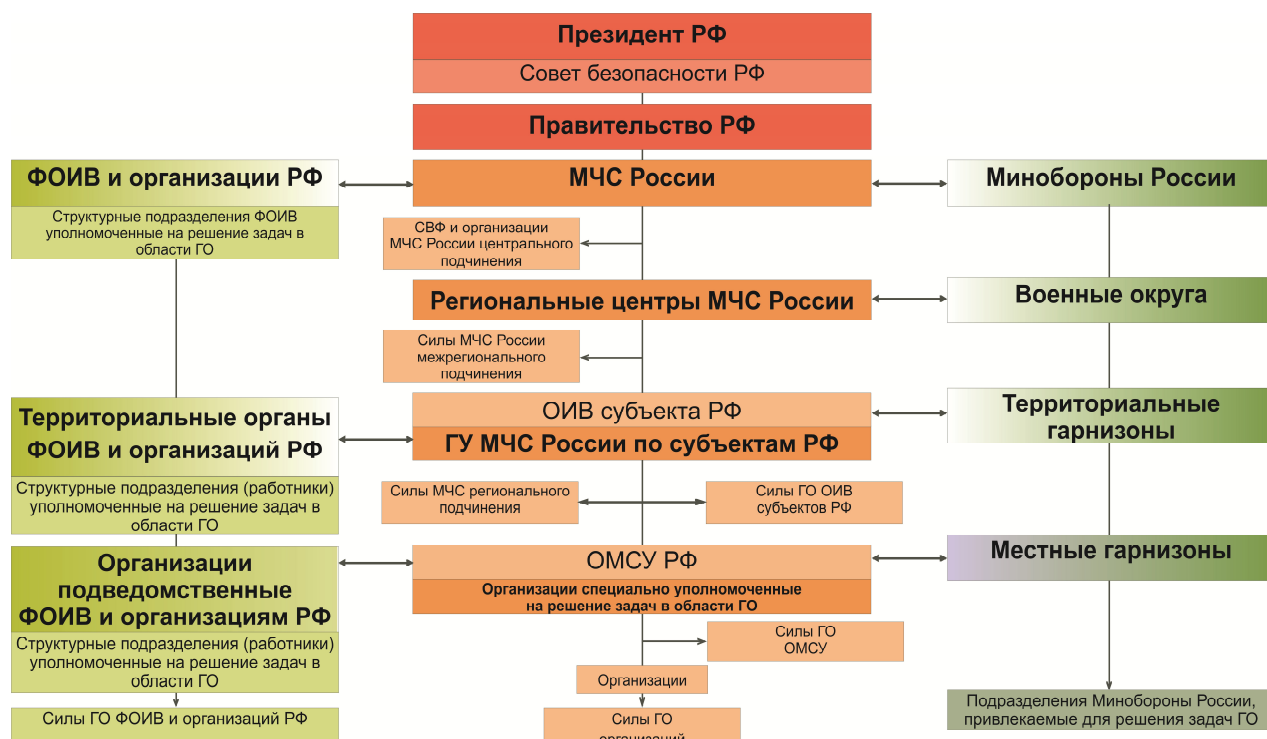 Президент РФ
Совет безопасности РФ
Правительство РФ
ФОИВ и организации РФ
МЧС России
Минобороны России
Структурные подразделения ФОИВ
уполномоченные на решение задач в
области ГО
СВФ и организации
МЧС России центрального
подчинения
Региональные центры МЧС России
Военные округа
Силы МЧС России
межрегионального
подчинения
Территориальные органы
ФОИВ и организаций РФ
ОИВ субъекта РФ
ГУ МЧС России по субъектам РФ
Территориальные
гарнизоны
Структурные подразделения (работники)
уполномоченные на решение задач в
области ГО
Силы МЧС регионального
подчинения
Силы ГО ОИВ
субъектов РФ
Организации
подведомственные
ФОИВ и организациям РФ
ОМСУ РФ
Организации специально уполномоченные
на решение задач в области ГО
Местные гарнизоны
Структурные подразделения (работники)
уполномоченные на решение задач в
области ГО
Силы ГО
ОМСУ
Организации
Силы ГО ФОИВ и организаций РФ
Силы ГО
организаций
Подразделения Минобороны России,
привлекаемые для решения задач ГО